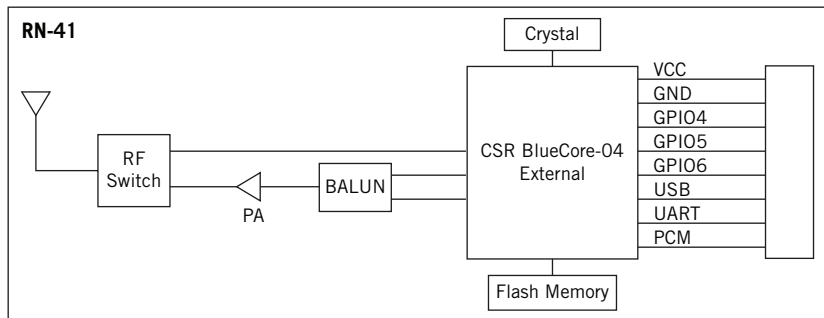 RN-41
Crystal
RF
Switch
PA
BALUN
CSR BlueCore-04
External
Flash Memory
VCC
GND
GPIO4
GPIO5
GPIO6
USB
UART
PCM